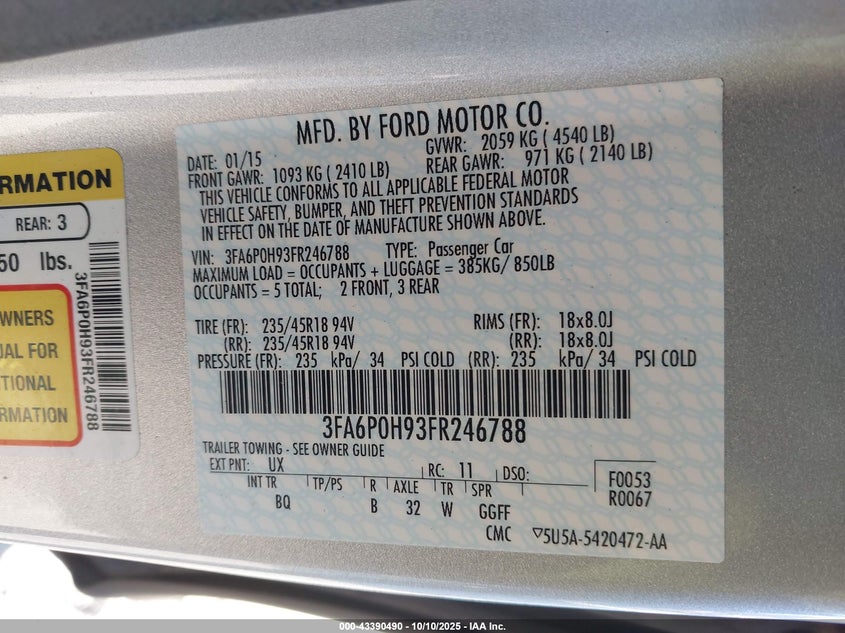 RMATION
REAR: 3
50 lbs.
WNERS
UAL FOR
TIONAL
RMATION
3FA6P0H93FR246788
MFD. BY FORD MOTOR CO.
DATE: 01/15 GVWR: 2059 KG ( 4540 LB)
FRONT GAWR: 1093 KG ( 2410 LB) REAR GAWR: 971 KG ( 2140 LB)
THIS VEHICLE CONFORMS TO ALL APPLICABLE FEDERAL MOTOR
VEHICLE SAFETY, BUMPER, AND THEFT PREVENTION STANDARDS
IN EFFECT ON THE DATE OF MANUFACTURE SHOWN ABOVE.
VIN: 3FA6P0H93FR246788 TYPE: Passenger Car
MAXIMUM LOAD = OCCUPANTS + LUGGAGE = 385KG/ 850LB
OCCUPANTS = 5 TOTAL; 2 FRONT, 3 REAR
TIRE (FR): 235/45R18 94V RIMS (FR): 18x8.0J
(RR): 235/45R18 94V (RR): 18x8.0J
PRESSURE (FR): 235 kPa/ 34 PSI COLD (RR): 235 kPa/ 34 PSI COLD
3FA6P0H93FR246788
TRAILER TOWING - SEE OWNER GUIDE
EXT PNT: UX RC: 11 DSO:
INT TR TP/PS R AXLE TR SPR
BQ B 32 W GGFF
F0053
R0067
CMC ▽5U5A-5420472-AA
000-43390490 - 10/10/2025 - IAA Inc.